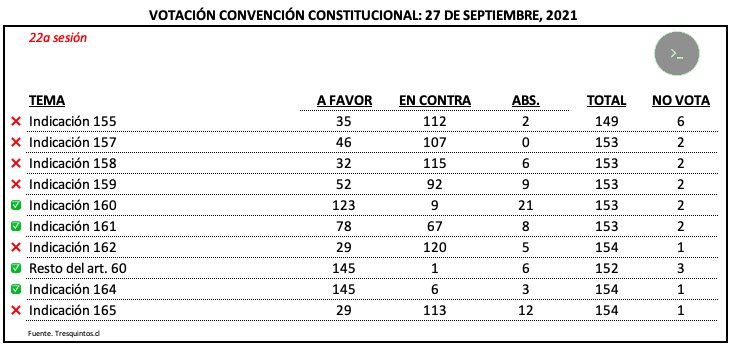 VOTACIÓN CONVENCIÓN CONSTITUCIONAL: 27 DE SEPTIEMBRE, 2021
22a sesión
>_
TEMA A FAVOR EN CONTRA ABS. TOTAL NO VOTA
❌ Indicación 155 35 112 2 149 6
❌ Indicación 157 46 107 0 153 2
❌ Indicación 158 32 115 6 153 2
❌ Indicación 159 52 92 9 153 2
✅ Indicación 160 123 9 21 153 2
✅ Indicación 161 78 67 8 153 2
❌ Indicación 162 29 120 5 154 1
✅ Resto del art. 60 145 1 6 152 3
✅ Indicación 164 145 6 3 154 1
❌ Indicación 165 29 113 12 154 1
Fuente. Tresquintos.cl